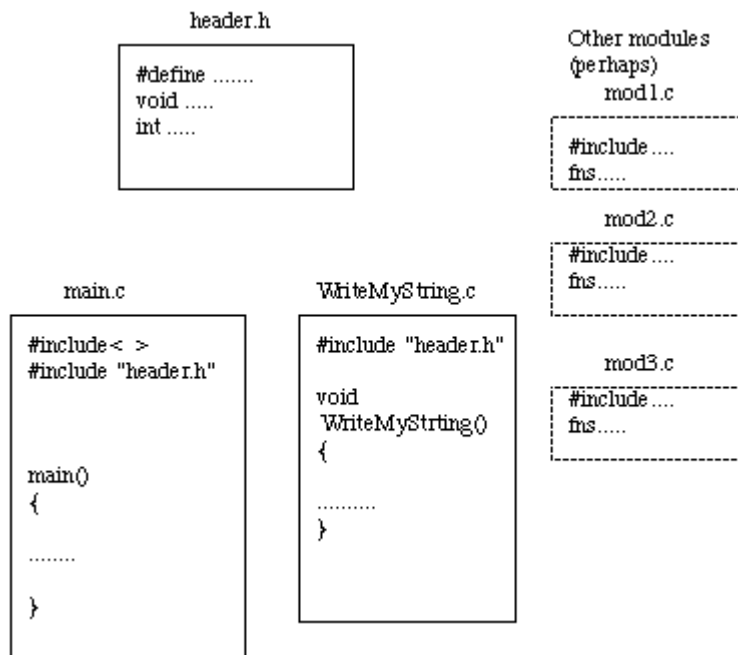 header.h
#define .......
void .....
int .....
Other modules
(perhaps)
mod1.c
#include ....
fns.....
mod2.c
#include ....
fns.....
mod3.c
#include ....
fns.....
main.c
#include< >
#include "header.h"
main()
{
........
}
WriteMyString.c
#include "header.h"
void
WriteMyStrting()
{
..........
}